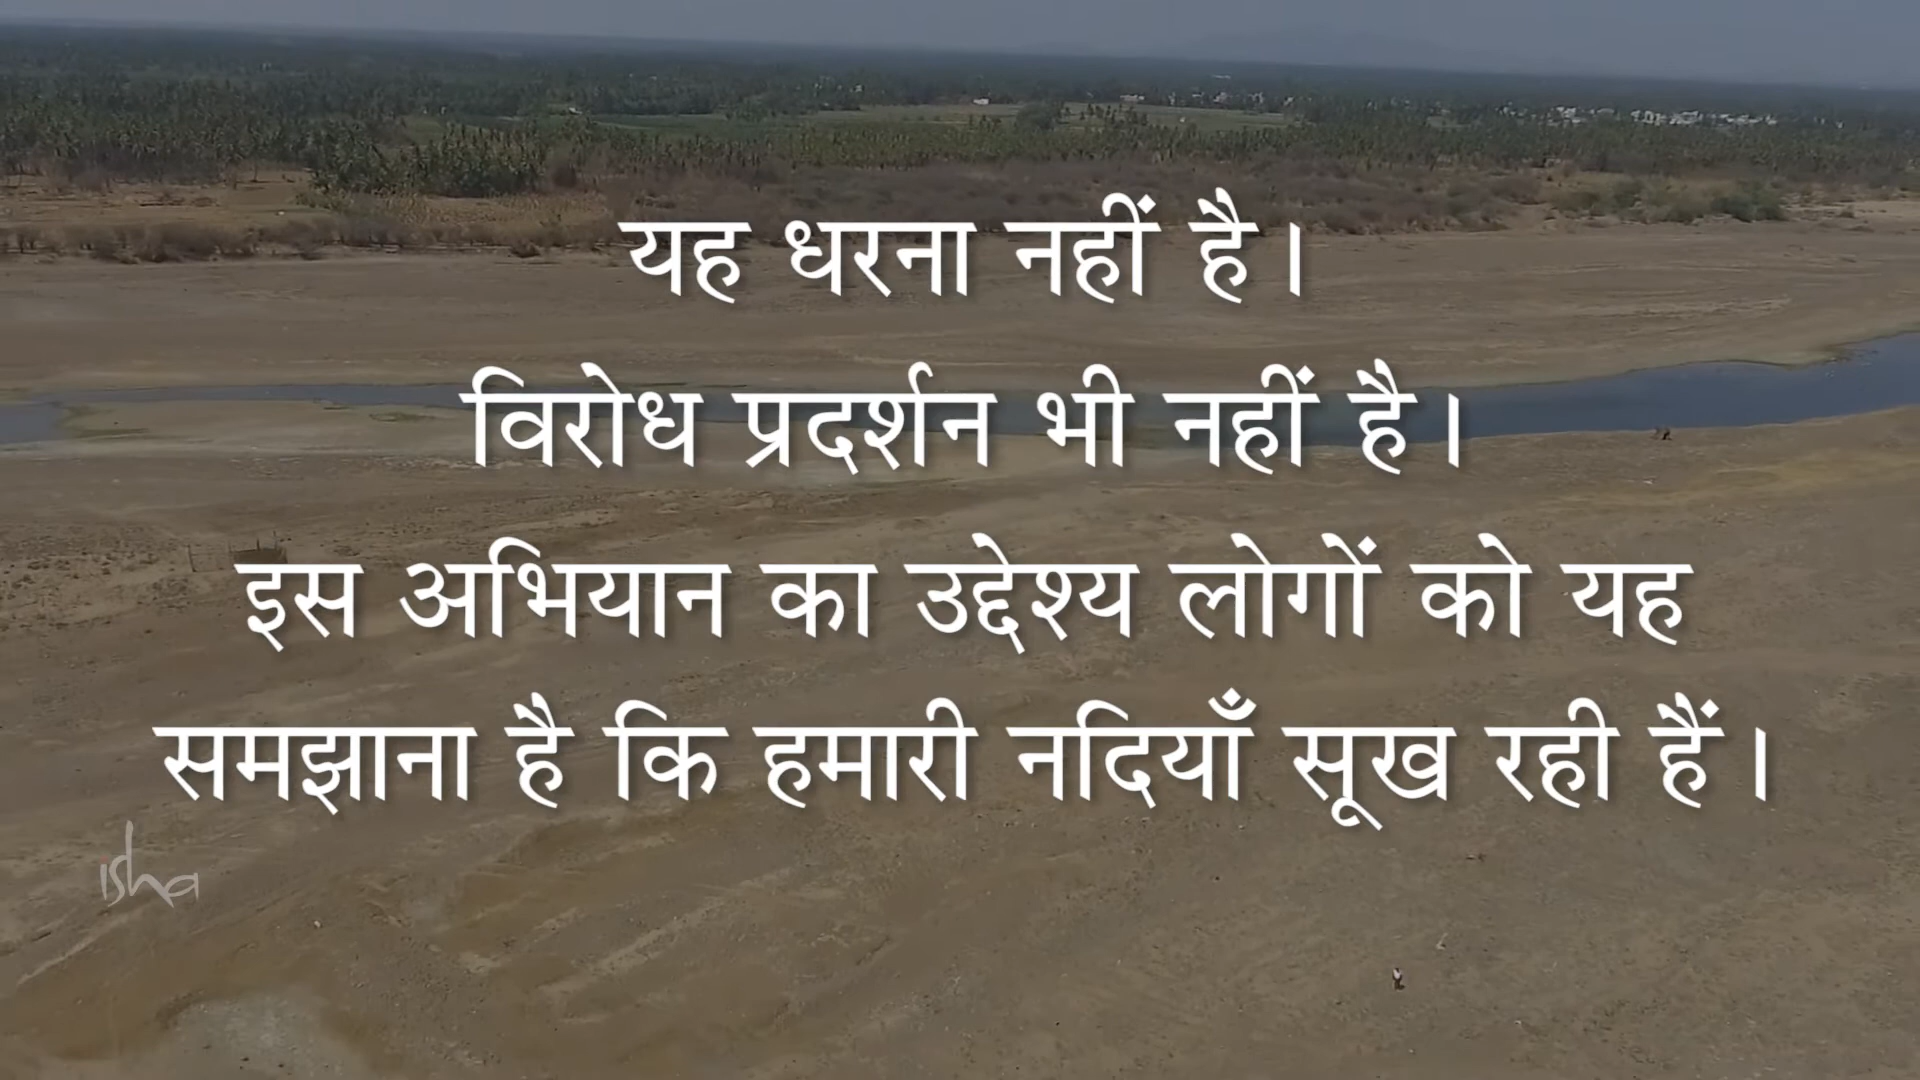 यह धरना नहीं है।
विरोध प्रदर्शन भी नहीं है।
इस अभियान का उद्देश्य लोगों को यह
समझाना है कि हमारी नदियाँ सूख रही हैं।
isha